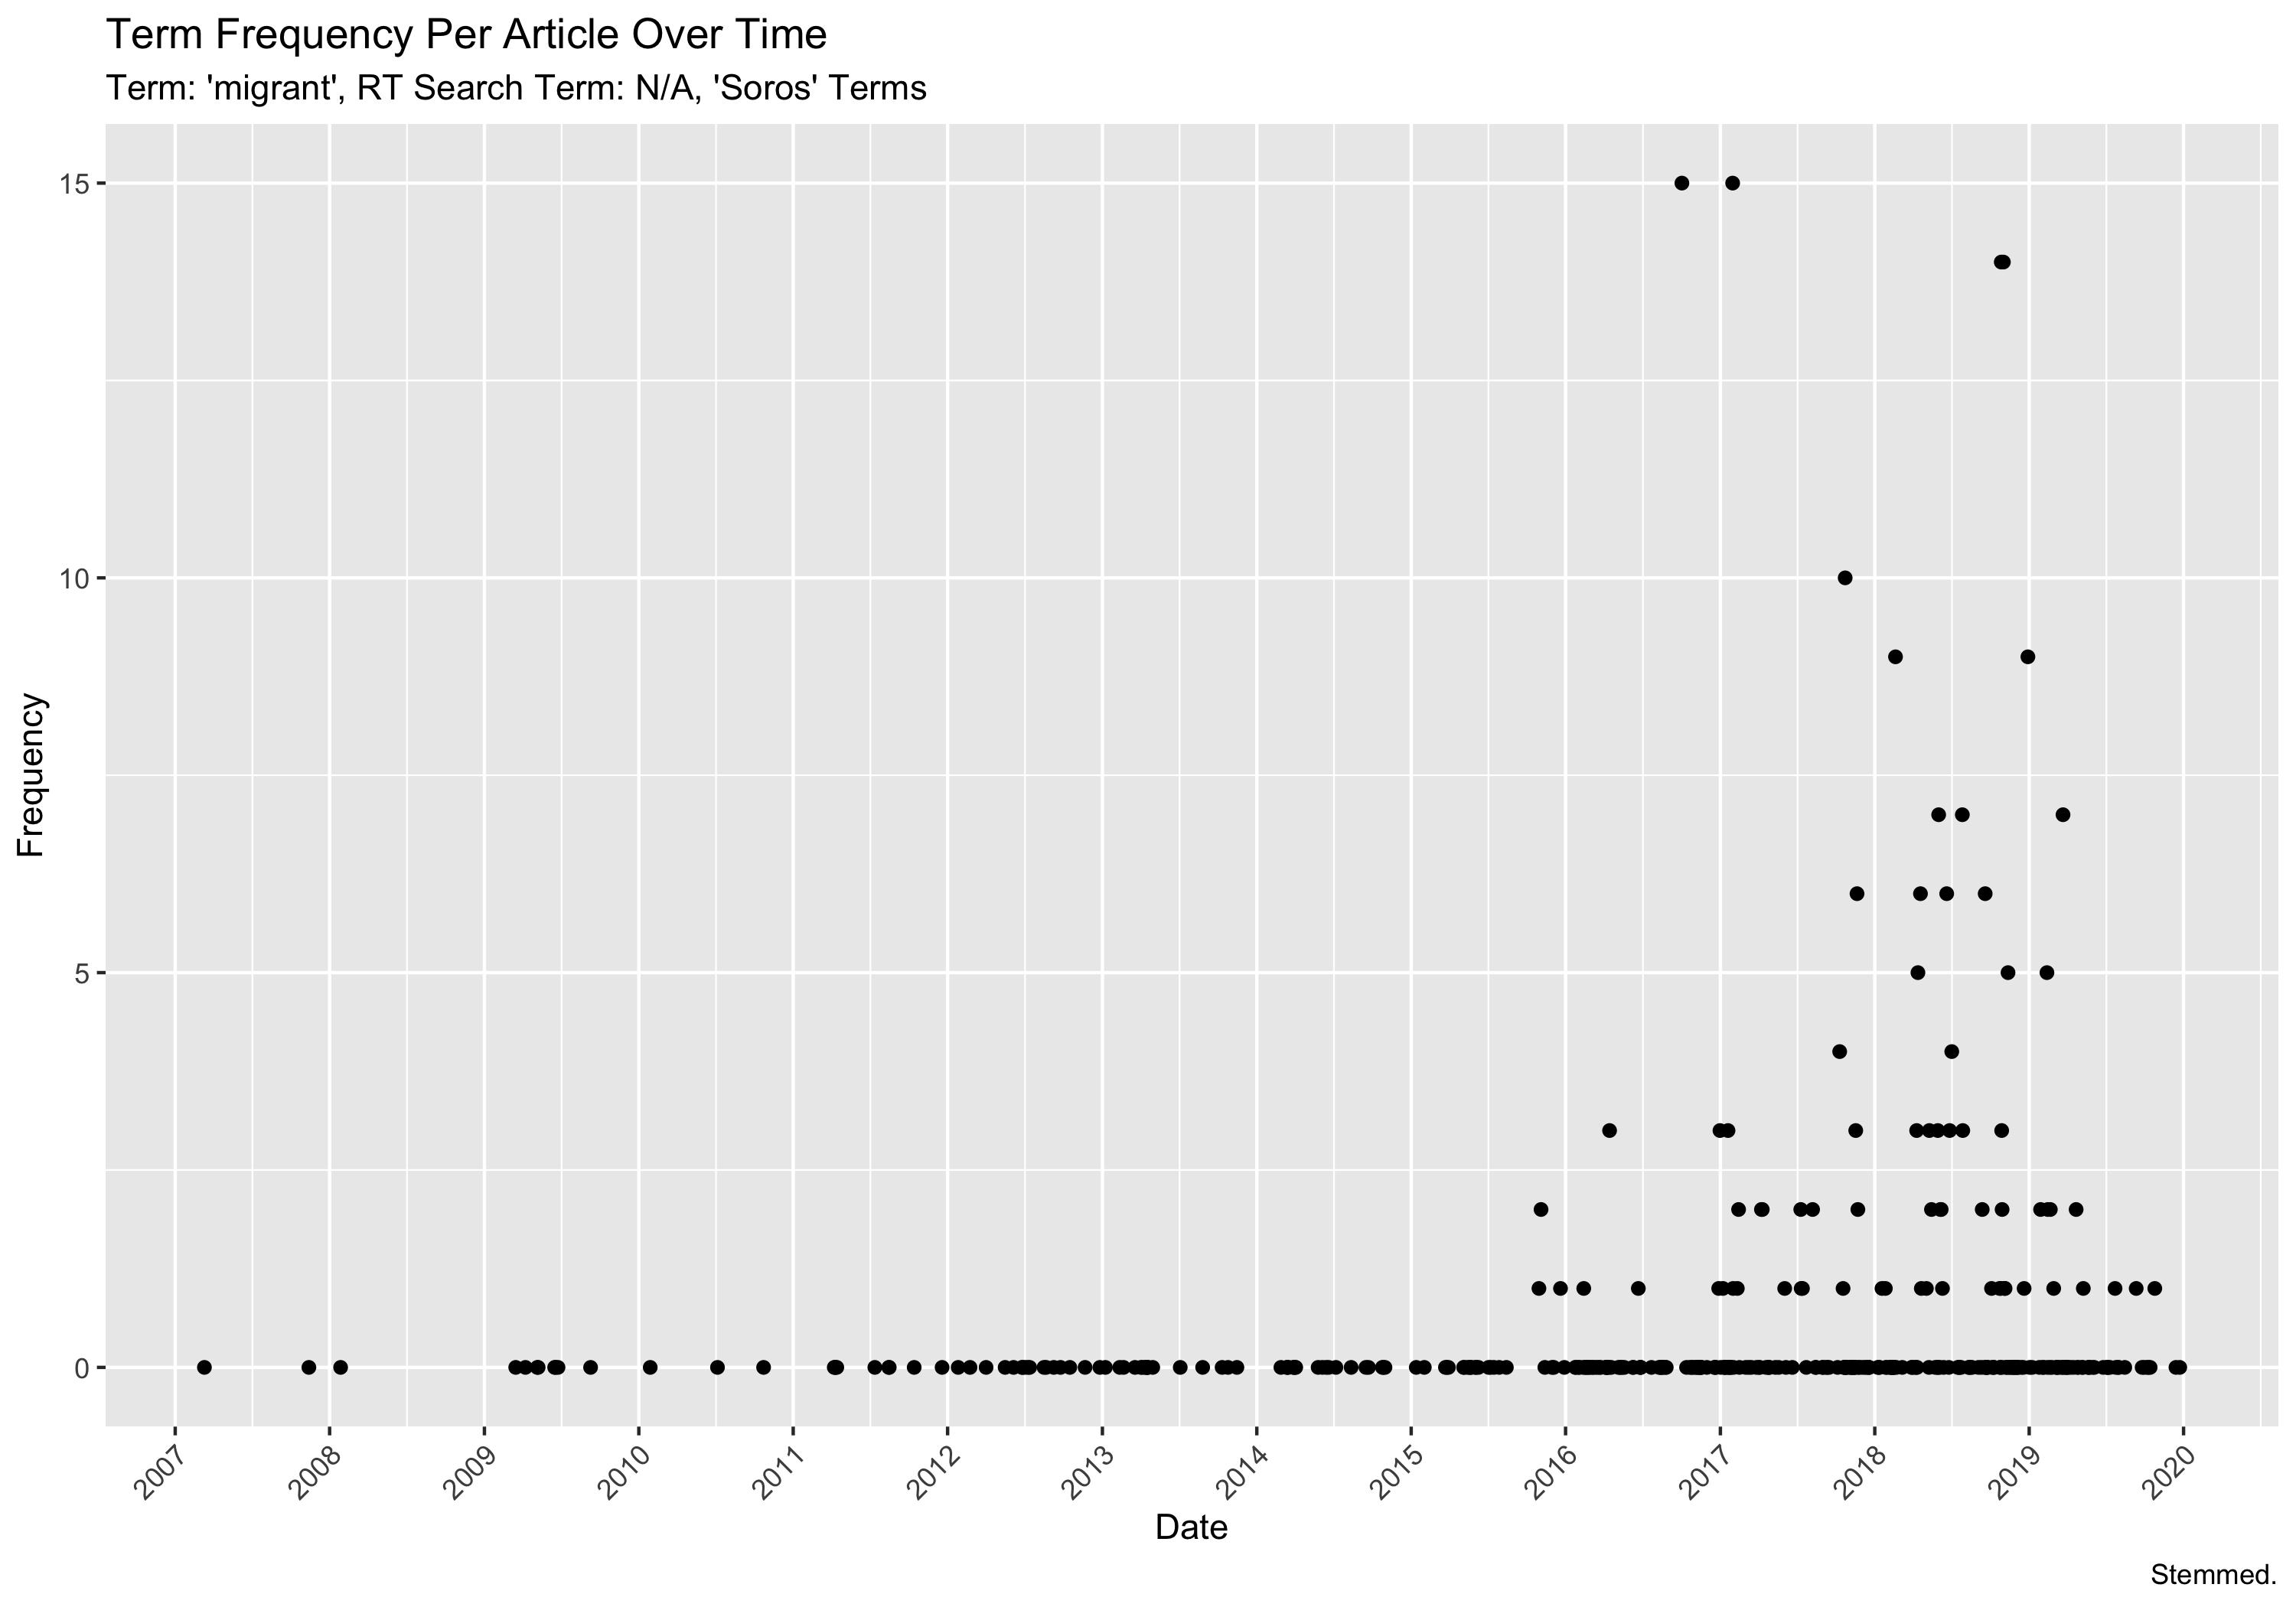 Term Frequency Per Article Over Time
Term: 'migrant', RT Search Term: N/A, 'Soros' Terms
15
10
5
0
Frequency
2007 2008 2009 2010 2011 2012 2013 2014 2015 2016 2017 2018 2019 2020
Date
Stemmed.